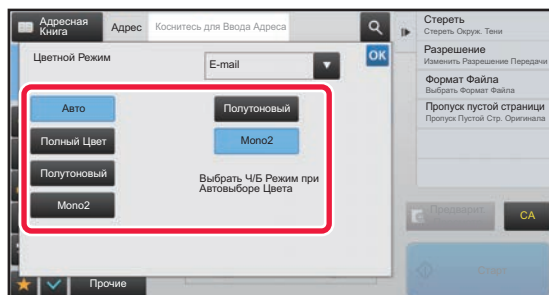 Адресная
Книга
Адрес
Коснитесь для Ввода Адреса
Цветной Режим
E-mail
OK
Авто
Полный Цвет
Полутоновый
Mono2
Полутоновый
Mono2
Выбрать Ч/Б Режим при
Автовыборе Цвета
Прочие
Стереть
Стереть Окруж. Тени
Разрешение
Изменить Разрешение Передачи
Формат Файла
Выбрать Формат Файла
Пропуск пустой страници
Пропуск Пустой Стр. Оригинала
Предварит.
CA